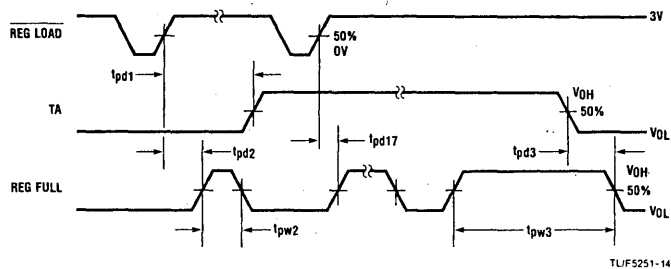 3V
REG LOAD
50%
0V
tpd1
VOH
TA
50%
VOL
tpd17
tpd2
tpd3
VOH
REG FULL
50%
VOL
tpw2
tpw3
TL/F5251-14